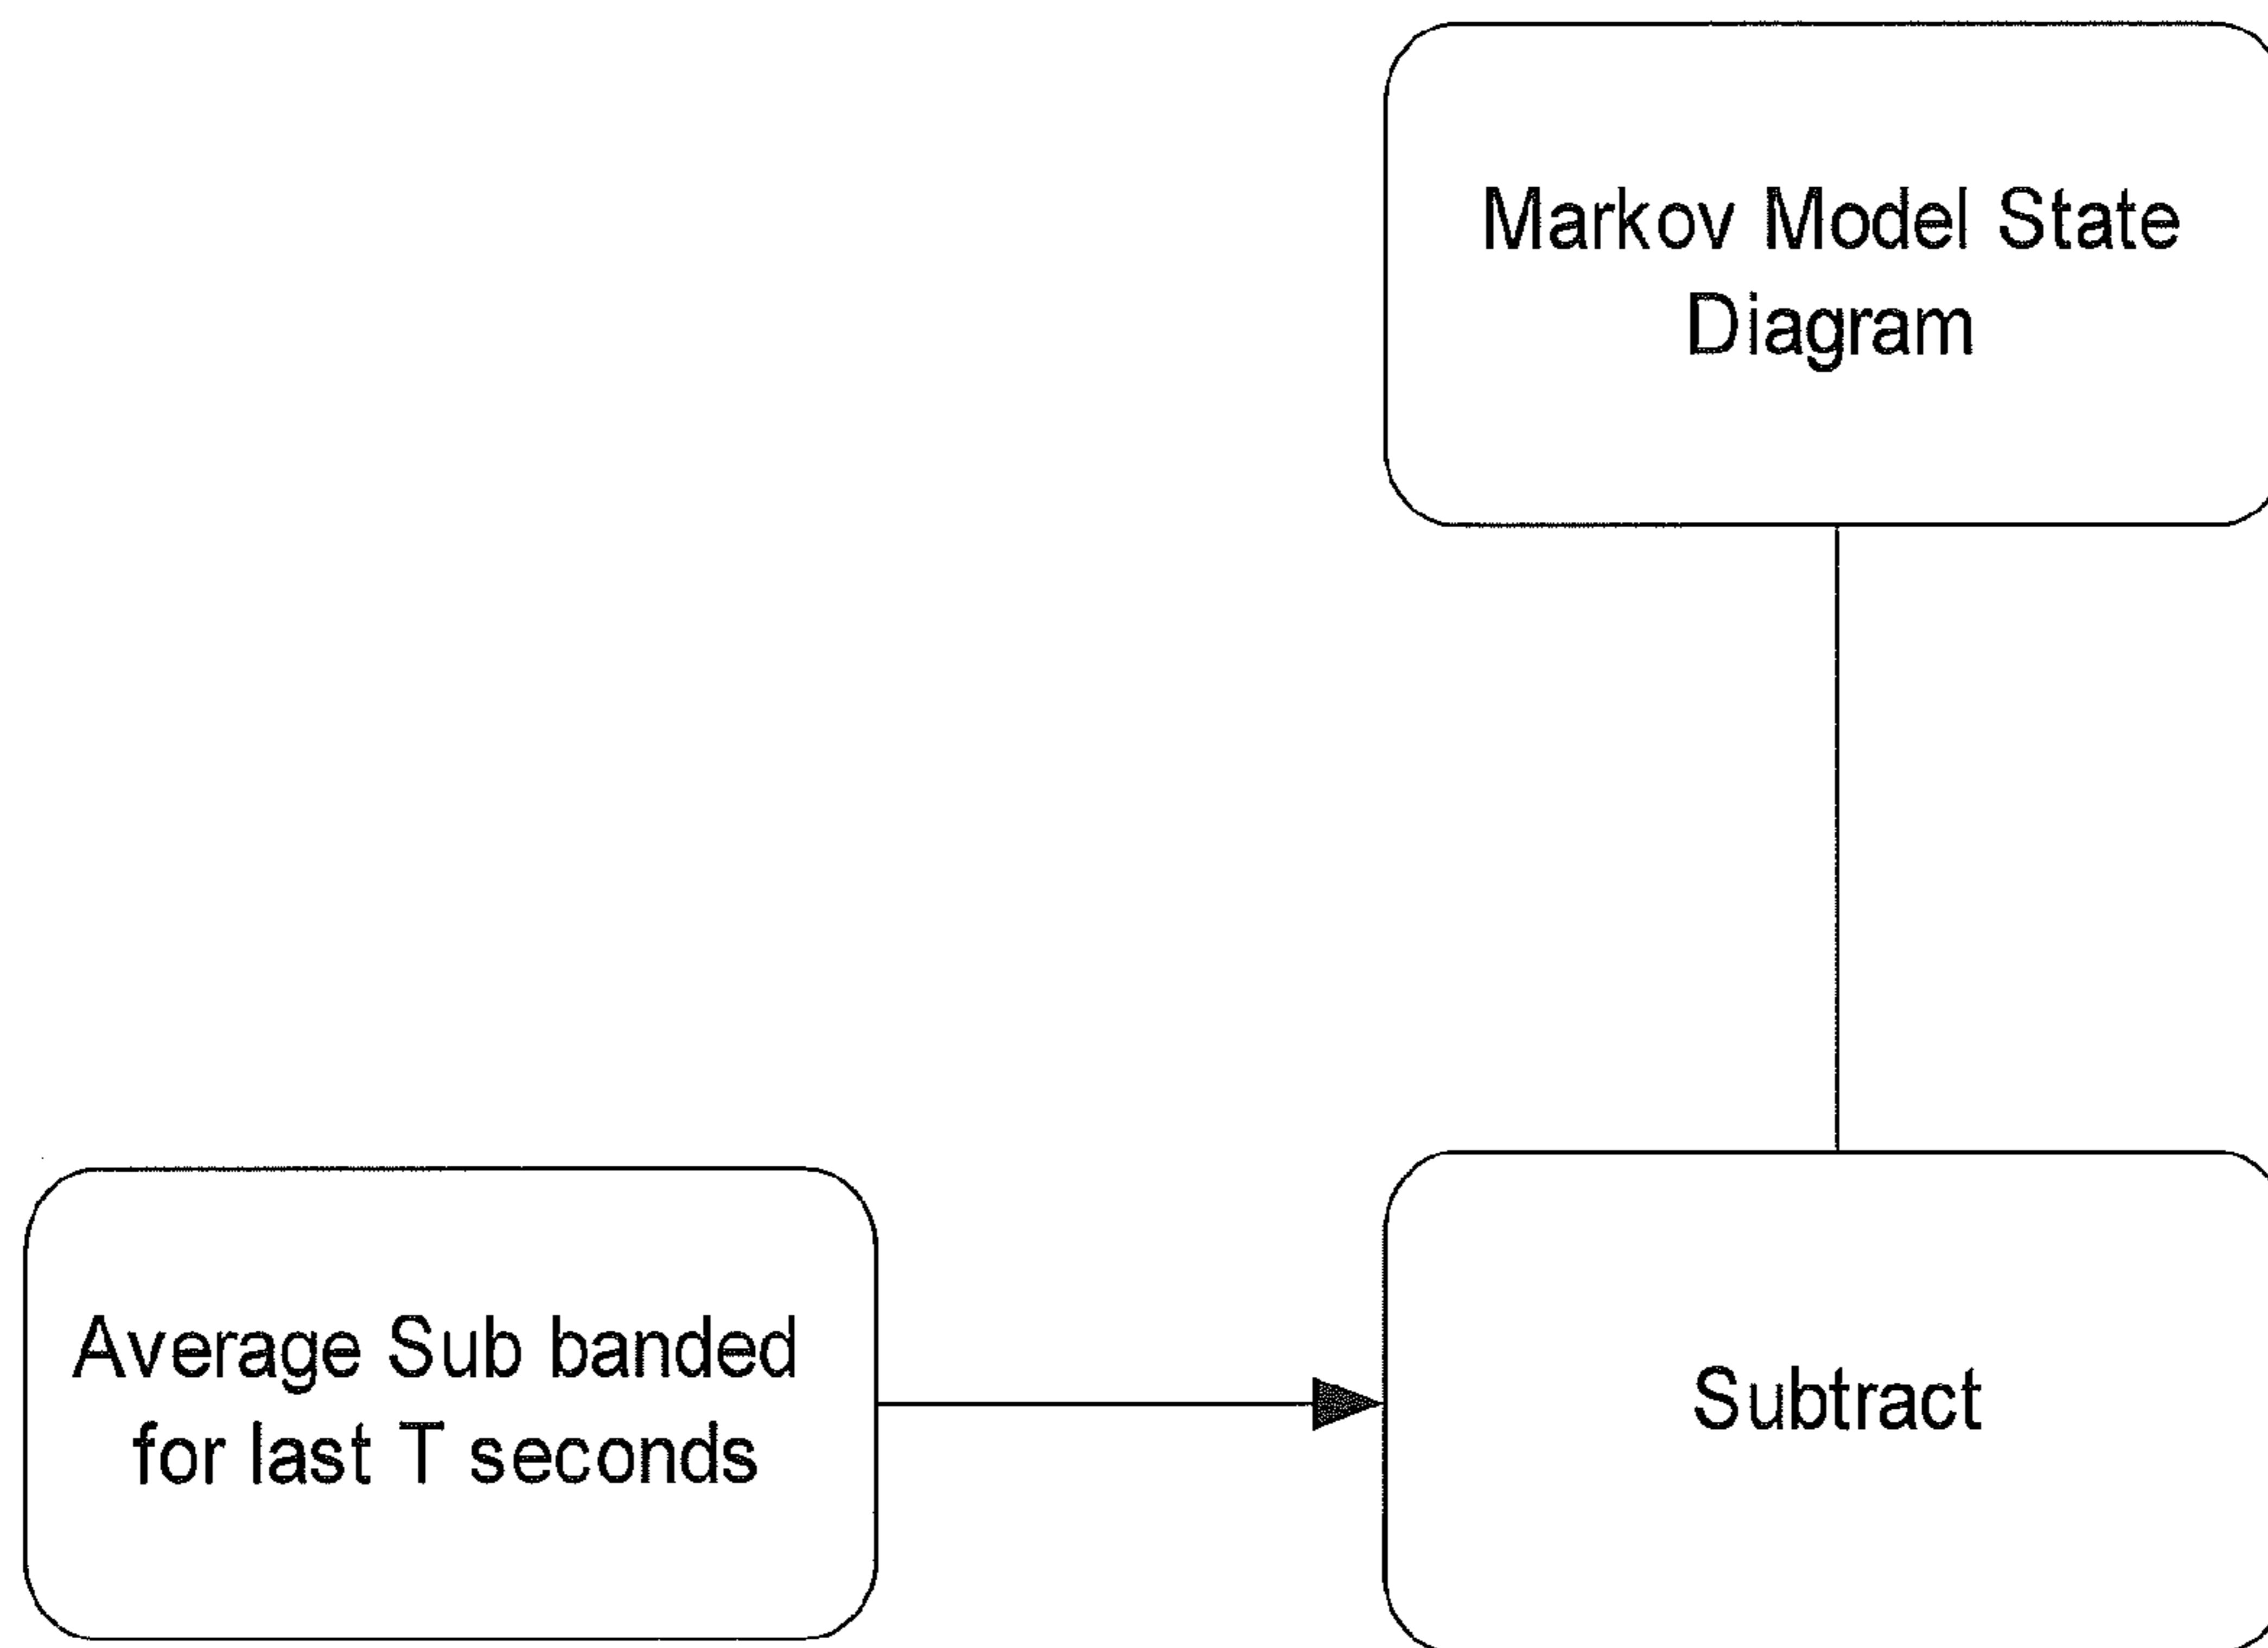 Markov Model State
Diagram
Average Sub banded
for last T seconds
Subtract